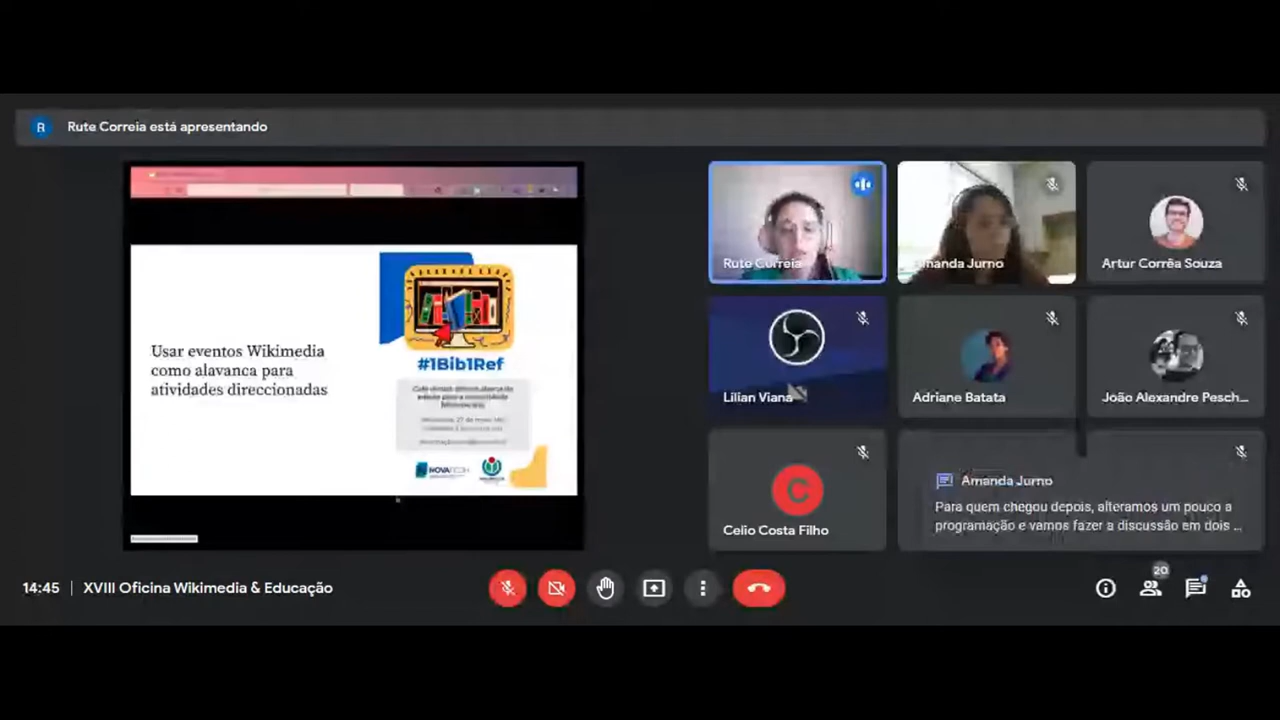 R
Rute Correia está apresentando
Usar eventos Wikimedia
como alavanca para
atividades direccionadas
#1Bib1Ref
NOVA FCSH
Rute Correia
Amanda Jurno
Artur Corrêa Souza
Lilian Viana
Adriane Batata
João Alexandre Pesch...
C
Celio Costa Filho
Amanda Jurno
Para quem chegou depois, alteramos um pouco a
programação e vamos fazer a discussão em dois ...
14:45 | XVIII Oficina Wikimedia & Educação
20